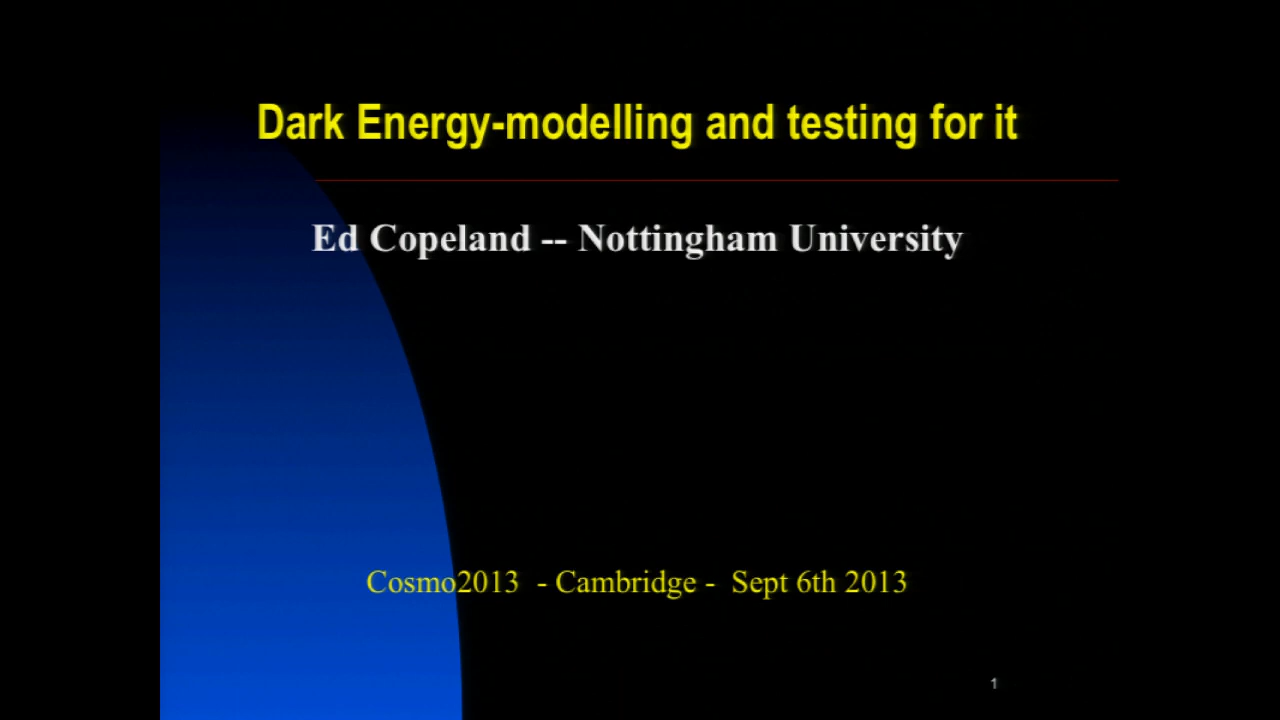 Dark Energy-modelling and testing for it
Ed Copeland -- Nottingham University
Cosmo2013 - Cambridge - Sept 6th 2013
1